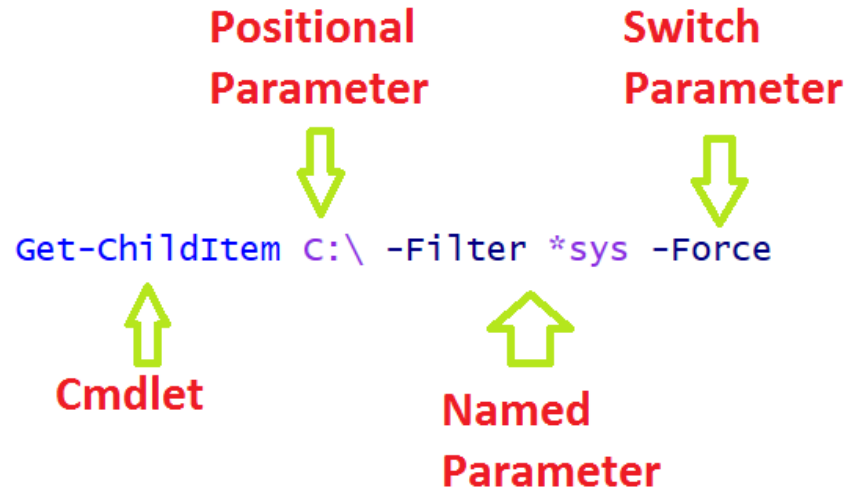 Positional
Parameter
Switch
Parameter
Get-ChildItem C:\ -Filter *sys -Force
Cmdlet
Named
Parameter